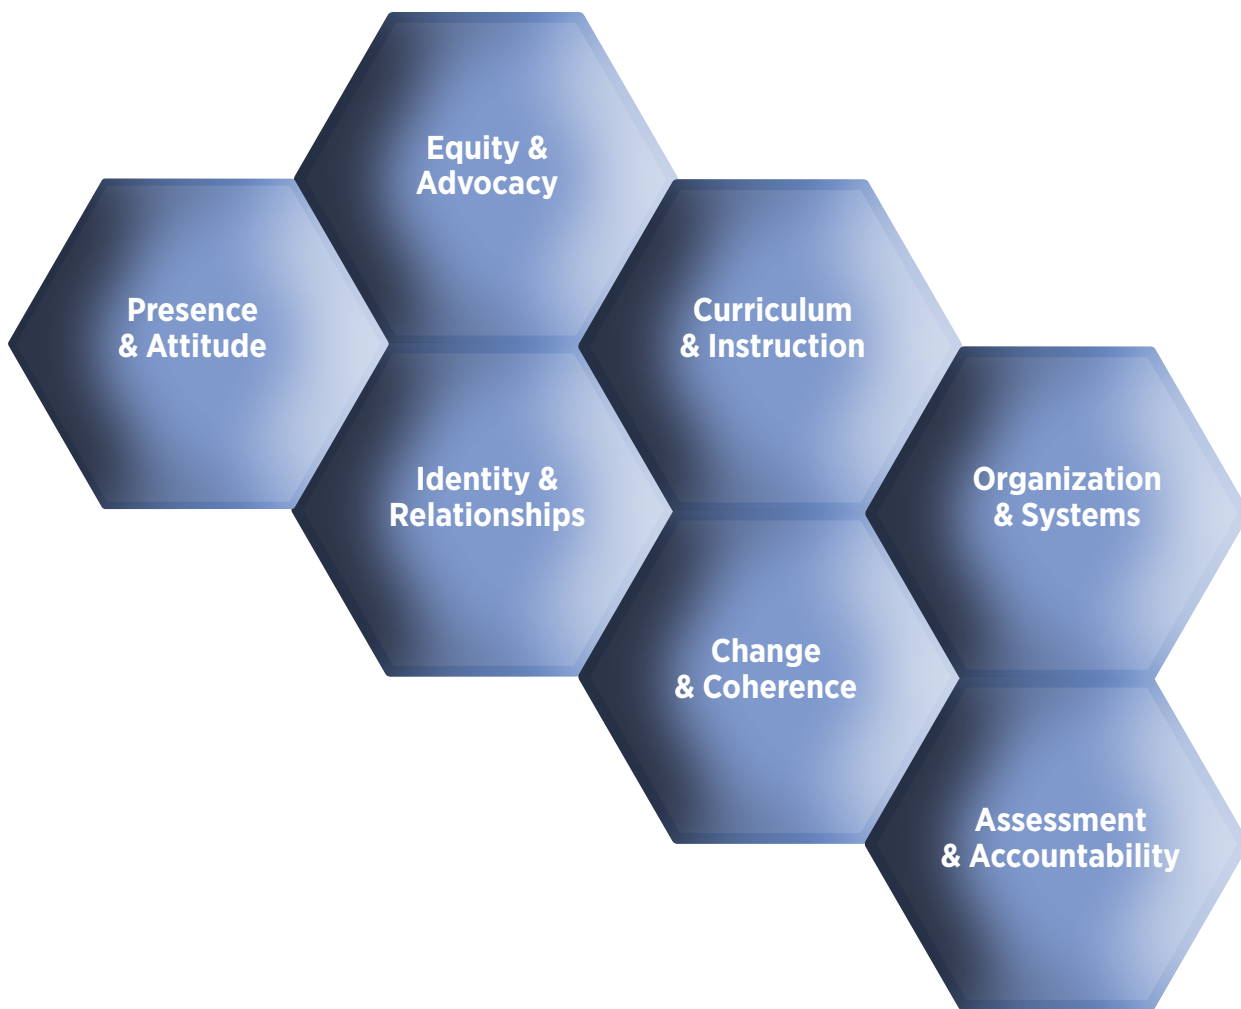 Equity &
Advocacy
Presence
& Attitude
Curriculum
& Instruction
Identity &
Relationships
Organization
& Systems
Change
& Coherence
Assessment
& Accountability